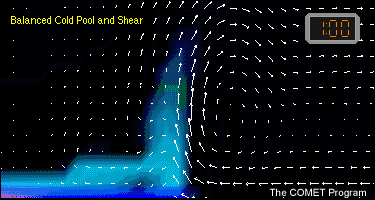 Balanced Cold Pool and Shear
1:00
The COMET Program